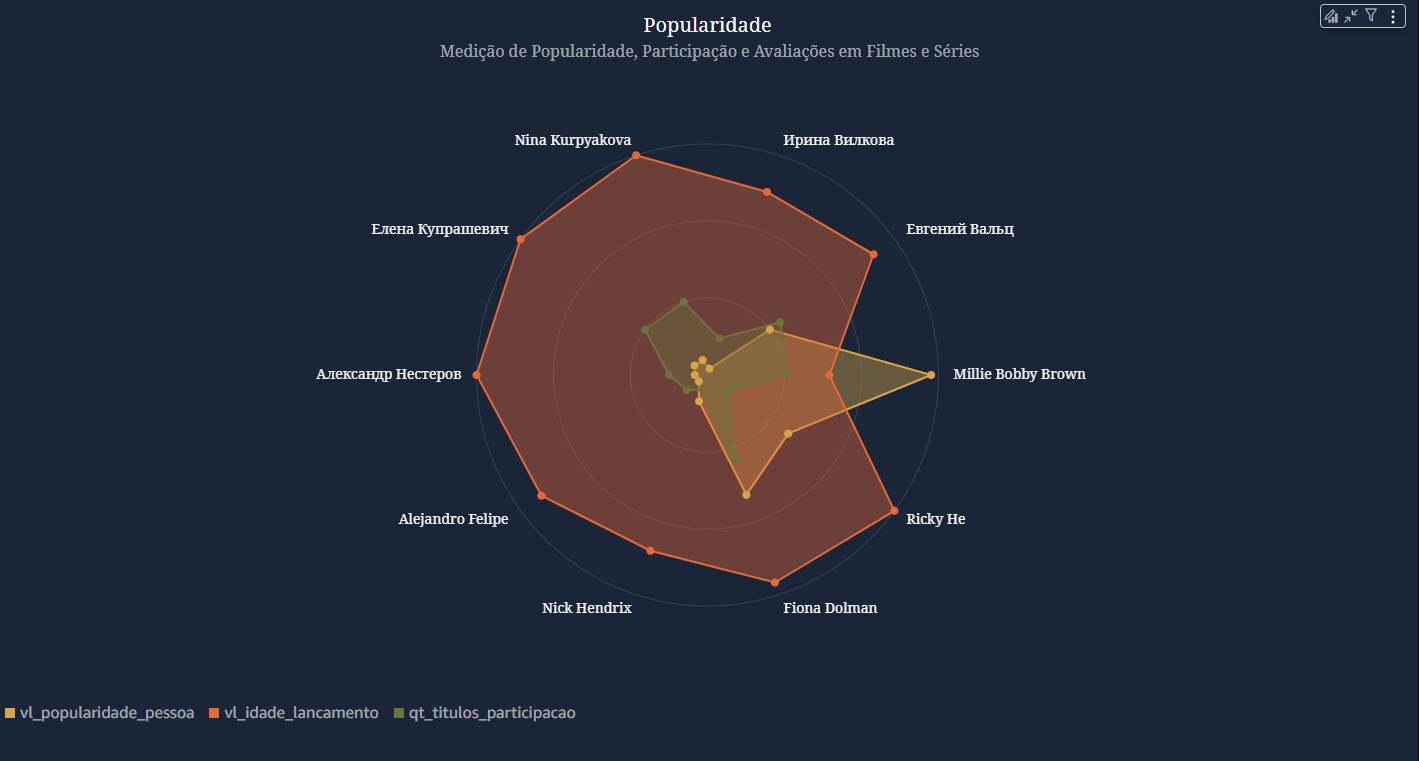 Popularidade
Medição de Popularidade, Participação e Avaliações em Filmes e Séries
Nina Kurpyakova
Ирина Вилкова
Елена Купрашевич
Евгений Вальц
Александр Нестеров
Millie Bobby Brown
Alejandro Felipe
Ricky He
Nick Hendrix
Fiona Dolman
vl_popularidade_pessoa
vl_idade_lancamento
qt_titulos_participacao